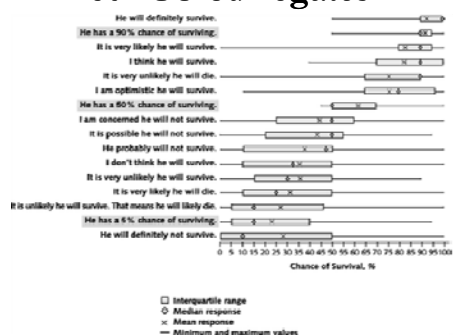 He will definitely survive.
He has a 90% chance of surviving.
It is very likely he will survive.
I think he will survive.
It is very unlikely he will die.
I am optimistic he will survive.
He has a 50% chance of surviving.
I am concerned he will not survive.
It is possible he will not survive.
He probably will not survive.
I don't think he will survive.
It is very unlikely he will survive.
It is very likely he will die.
It is unlikely he will survive. That means he will likely die.
He has a 5% chance of surviving.
He will definitely not survive.
0 5 10 15 20 25 30 35 40 45 50 55 60 65 70 75 80 85 90 95 100
Chance of Survival, %
Interquartile range
Median response
Mean response
Minimum and maximum values